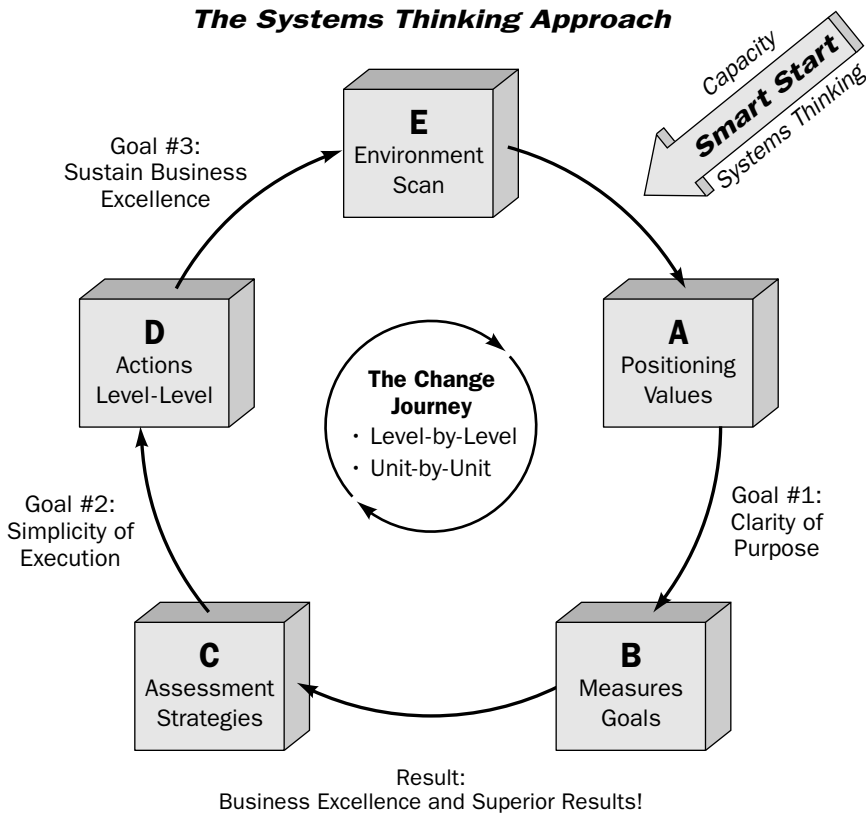 The Systems Thinking Approach
Capacity
Smart Start
Systems Thinking
E
Environment
Scan
Goal #3:
Sustain Business
Excellence
D
Actions
Level-Level
A
Positioning
Values
The Change
Journey
· Level-by-Level
· Unit-by-Unit
Goal #2:
Simplicity of
Execution
Goal #1:
Clarity of
Purpose
C
Assessment
Strategies
B
Measures
Goals
Result:
Business Excellence and Superior Results!